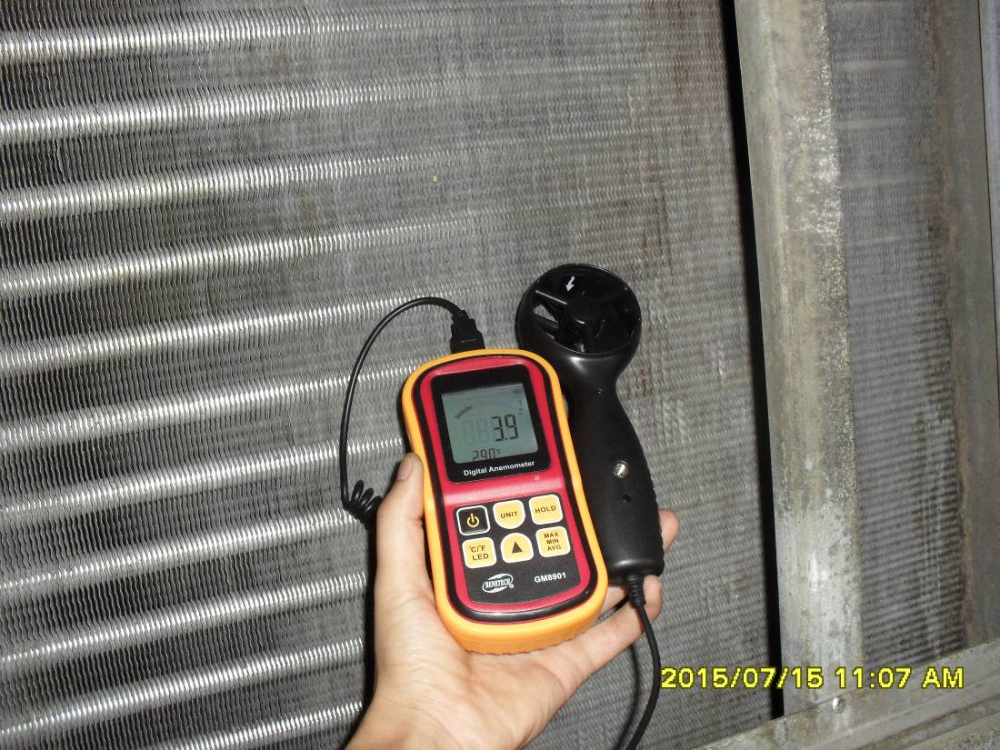 3.9
29.0°C
Digital Anemometer
UNIT
HOLD
°C/°F
LED
MAX
MIN
AVG
BENETECH®
GM8901
2015/07/15 11:07 AM